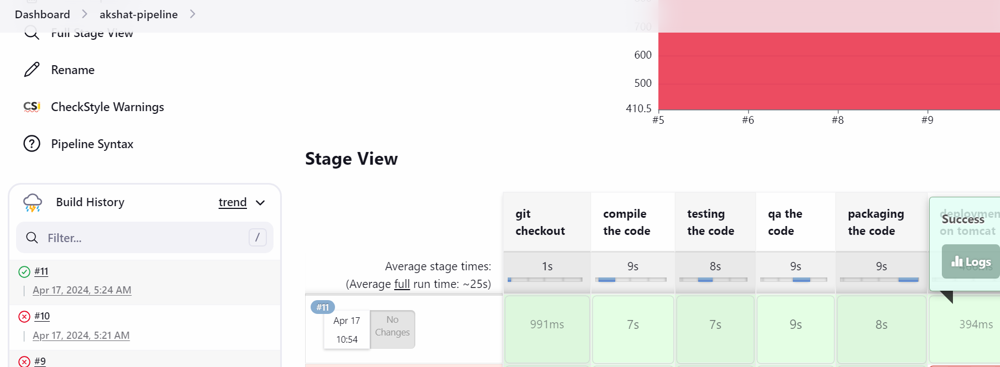 Dashboard
akshat-pipeline
Full Stage View
Rename
CSI
CheckStyle Warnings
?
Pipeline Syntax
Build History
trend
Filter...
/
#11
Apr 17, 2024, 5:24 AM
#10
Apr 17, 2024, 5:21 AM
#9
700
600
500
410.5
#5
#6
#8
#9
Stage View
git
checkout
compile
the code
testing
the code
qa the
code
packaging
the code
deploymen
on tomcat
Success
Logs
Average stage times:
(Average full run time: ~25s)
1s
9s
8s
9s
9s
#11
Apr 17
10:54
No
Changes
991ms
7s
7s
9s
8s
394ms